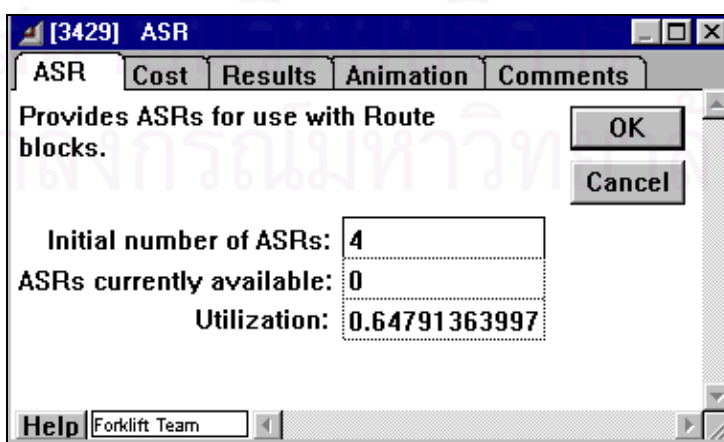 [3429] ASR
ASR Cost Results Animation Comments
Provides ASRs for use with Route
blocks.
OK
Cancel
Initial number of ASRs: 4
ASRs currently available: 0
Utilization: 0.64791363997
Help Forklift Team